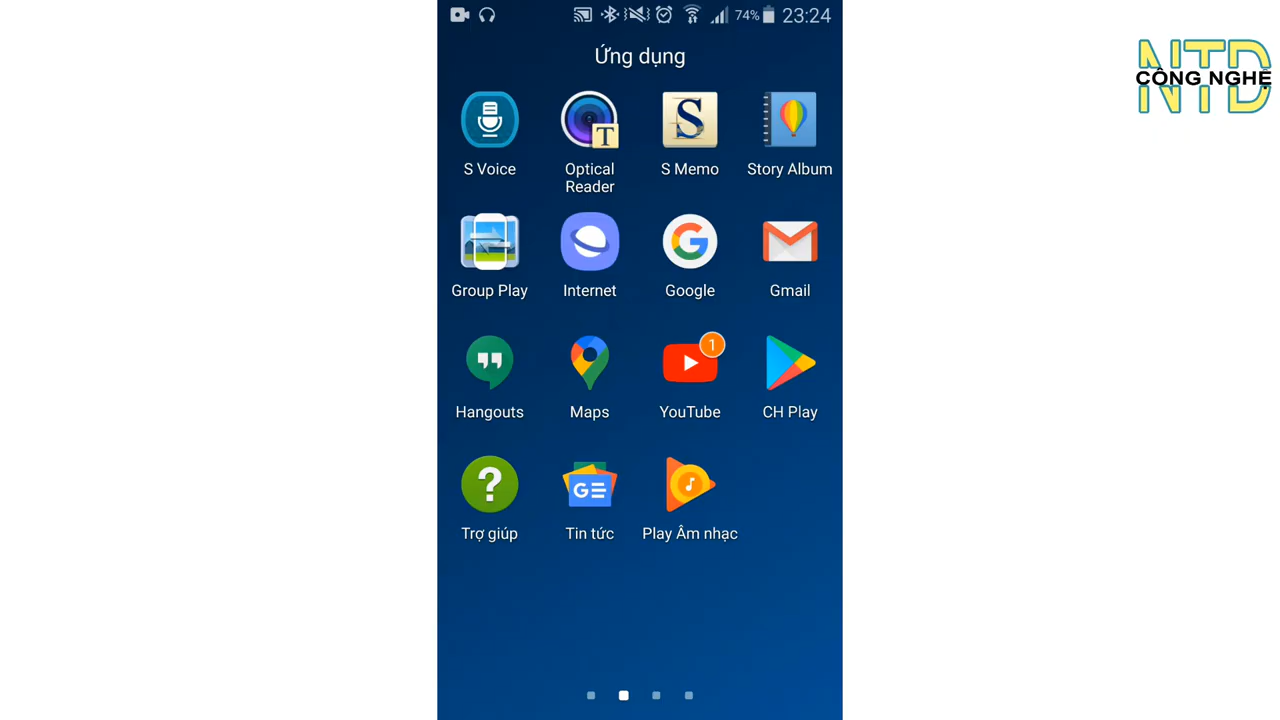 74% 23:24
Ứng dụng
NTD
CÔNG NGHỆ
S Voice
Optical
Reader
T
S
S Memo
Story Album
Group Play
Internet
G
Google
Gmail
Hangouts
Maps
1
YouTube
CH Play
?
Trợ giúp
G
Tin tức
Play Âm nhạc